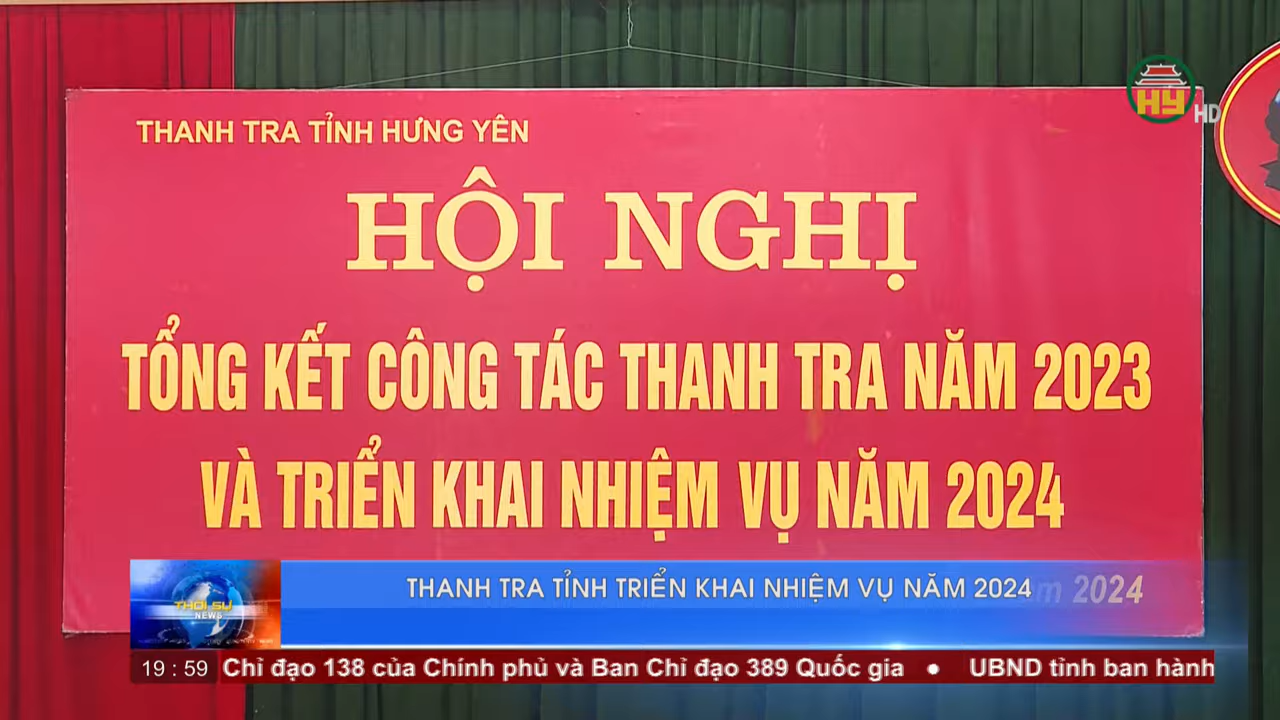 THANH TRA TỈNH HƯNG YÊN
HY HD
HỘI NGHỊ
TỔNG KẾT CÔNG TÁC THANH TRA NĂM 2023
VÀ TRIỂN KHAI NHIỆM VỤ NĂM 2024
THANH TRA TỈNH TRIỂN KHAI NHIỆM VỤ NĂM 2024
2024
THỜI SỰ
NEWS
19 : 59 Chỉ đạo 138 của Chính phủ và Ban Chỉ đạo 389 Quốc gia ● UBND tỉnh ban hành